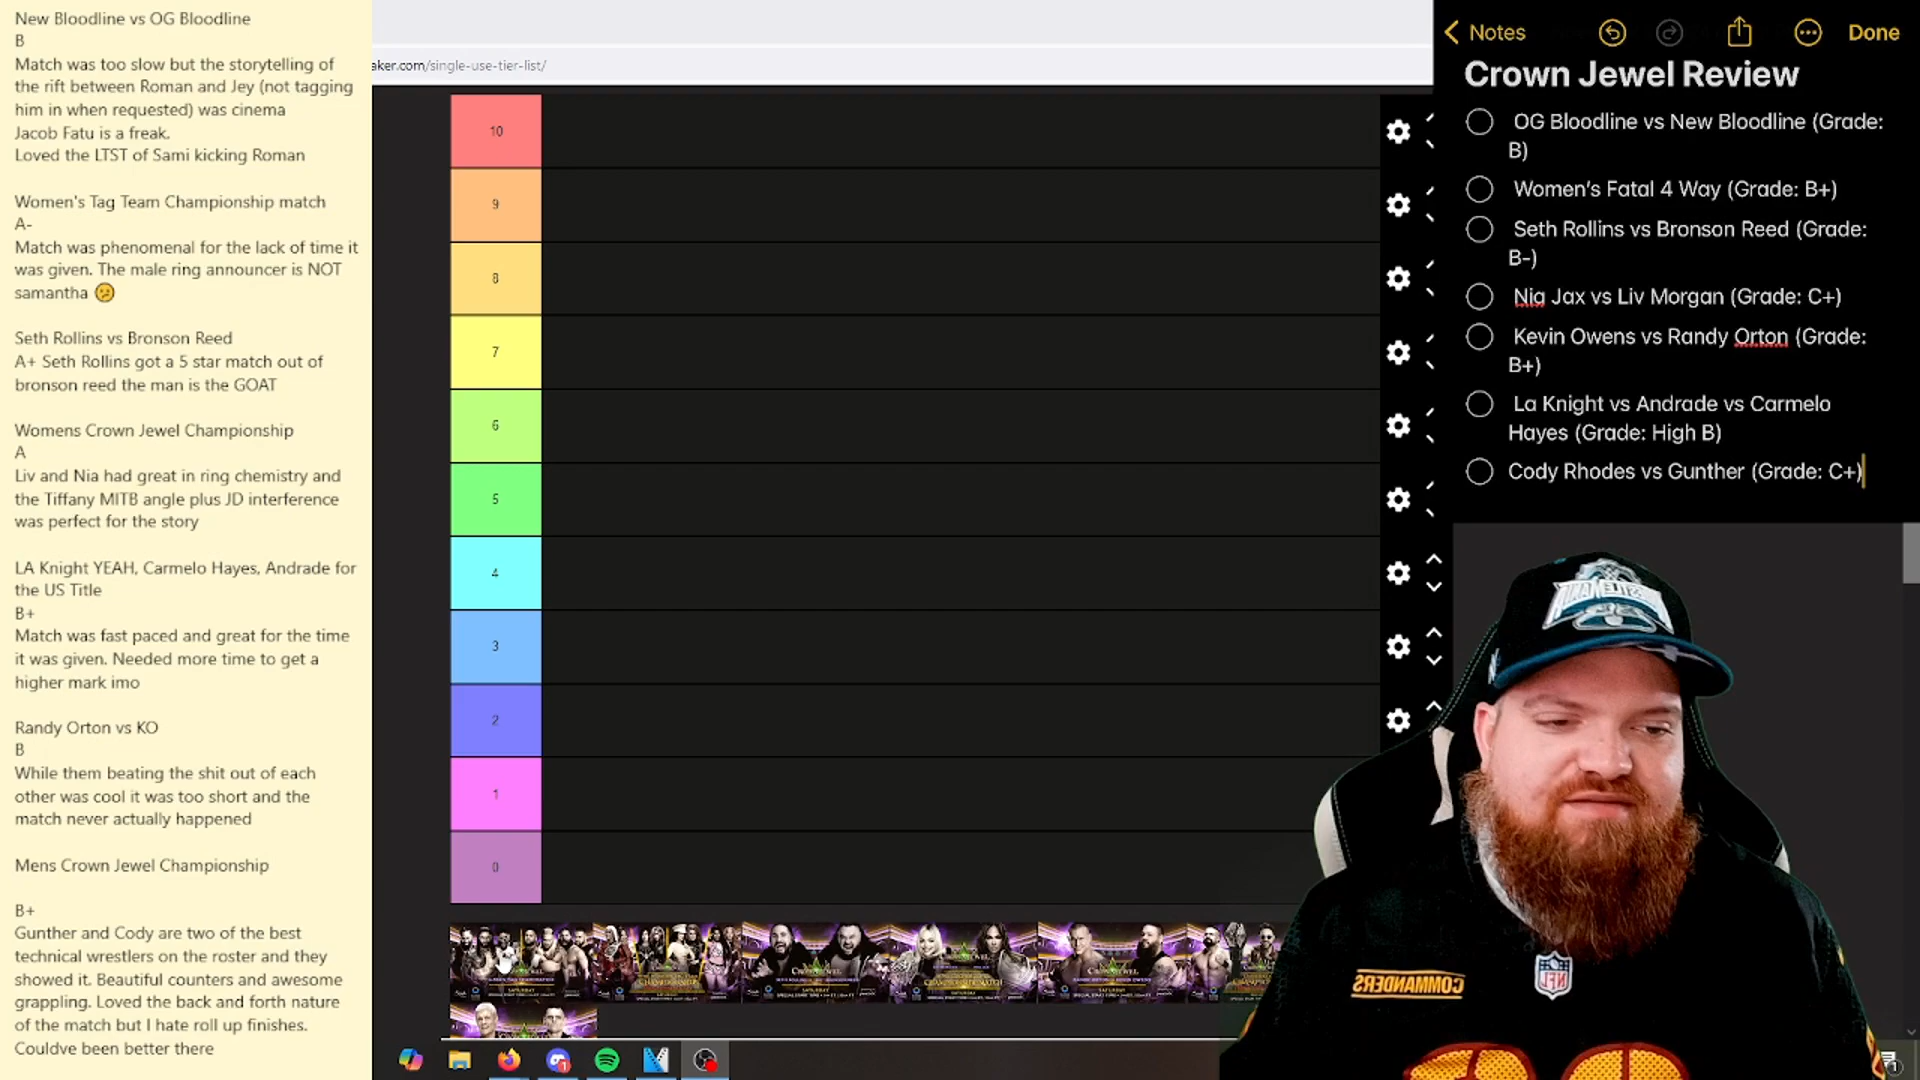 New Bloodline vs OG Bloodline
B
Match was too slow but the storytelling of
the rift between Roman and Jey (not tagging
him in when requested) was cinema
Jacob Fatu is a freak.
Loved the LTST of Sami kicking Roman
Women's Tag Team Championship match
A-
Match was phenomenal for the lack of time it
was given. The male ring announcer is NOT
samantha 😕
Seth Rollins vs Bronson Reed
A+ Seth Rollins got a 5 star match out of
bronson reed the man is the GOAT
Womens Crown Jewel Championship
A
Liv and Nia had great in ring chemistry and
the Tiffany MITB angle plus JD interference
was perfect for the story
LA Knight YEAH, Carmelo Hayes, Andrade for
the US Title
B+
Match was fast paced and great for the time
it was given. Needed more time to get a
higher mark imo
Randy Orton vs KO
B
While them beating the shit out of each
other was cool it was too short and the
match never actually happened
Mens Crown Jewel Championship
B+
Gunther and Cody are two of the best
technical wrestlers on the roster and they
showed it. Beautiful counters and awesome
grappling. Loved the back and forth nature
of the match but I hate roll up finishes.
Couldve been better there
aker.com/single-use-tier-list/
10
9
8
7
6
5
4
3
2
1
0
Notes
Done
Crown Jewel Review
OG Bloodline vs New Bloodline (Grade:
B)
Women's Fatal 4 Way (Grade: B+)
Seth Rollins vs Bronson Reed (Grade:
B-)
Nia Jax vs Liv Morgan (Grade: C+)
Kevin Owens vs Randy Orton (Grade:
B+)
La Knight vs Andrade vs Carmelo
Hayes (Grade: High B)
Cody Rhodes vs Gunther (Grade: C+)
COMMANDERS
NFL